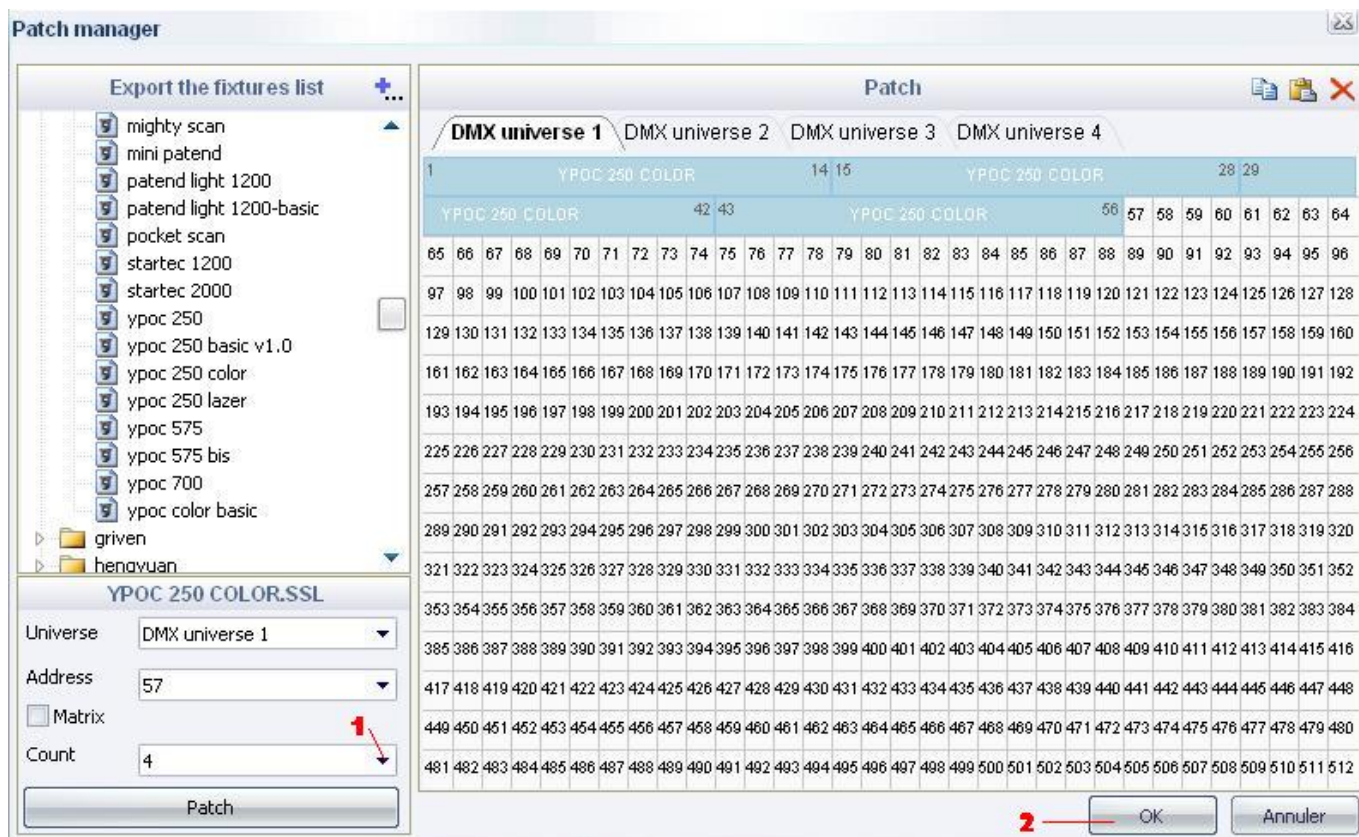 Patch manager
Export the fixtures list
mighty scan
mini patend
patend light 1200
patend light 1200-basic
pocket scan
startec 1200
startec 2000
ypoc 250
ypoc 250 basic v1.0
ypoc 250 color
ypoc 250 lazer
ypoc 575
ypoc 575 bis
ypoc 700
ypoc color basic
griven
hengyuan
YPOC 250 COLOR.SSL
Universe DMX universe 1
Address 57
Matrix
1
Count 4
Patch
Patch
DMX universe 1 DMX universe 2 DMX universe 3 DMX universe 4
1 YPOC 250 COLOR 14 15 YPOC 250 COLOR 28 29
YPOC 250 COLOR 42 43 YPOC 250 COLOR 56 57 58 59 60 61 62 63 64
65 66 67 68 69 70 71 72 73 74 75 76 77 78 79 80 81 82 83 84 85 86 87 88 89 90 91 92 93 94 95 96
97 98 99 100 101 102 103 104 105 106 107 108 109 110 111 112 113 114 115 116 117 118 119 120 121 122 123 124 125 126 127 128
129 130 131 132 133 134 135 136 137 138 139 140 141 142 143 144 145 146 147 148 149 150 151 152 153 154 155 156 157 158 159 160
161 162 163 164 165 166 167 168 169 170 171 172 173 174 175 176 177 178 179 180 181 182 183 184 185 186 187 188 189 190 191 192
193 194 195 196 197 198 199 200 201 202 203 204 205 206 207 208 209 210 211 212 213 214 215 216 217 218 219 220 221 222 223 224
225 226 227 228 229 230 231 232 233 234 235 236 237 238 239 240 241 242 243 244 245 246 247 248 249 250 251 252 253 254 255 256
257 258 259 260 261 262 263 264 265 266 267 268 269 270 271 272 273 274 275 276 277 278 279 280 281 282 283 284 285 286 287 288
289 290 291 292 293 294 295 296 297 298 299 300 301 302 303 304 305 306 307 308 309 310 311 312 313 314 315 316 317 318 319 320
321 322 323 324 325 326 327 328 329 330 331 332 333 334 335 336 337 338 339 340 341 342 343 344 345 346 347 348 349 350 351 352
353 354 355 356 357 358 359 360 361 362 363 364 365 366 367 368 369 370 371 372 373 374 375 376 377 378 379 380 381 382 383 384
385 386 387 388 389 390 391 392 393 394 395 396 397 398 399 400 401 402 403 404 405 406 407 408 409 410 411 412 413 414 415 416
417 418 419 420 421 422 423 424 425 426 427 428 429 430 431 432 433 434 435 436 437 438 439 440 441 442 443 444 445 446 447 448
449 450 451 452 453 454 455 456 457 458 459 460 461 462 463 464 465 466 467 468 469 470 471 472 473 474 475 476 477 478 479 480
481 482 483 484 485 486 487 488 489 490 491 492 493 494 495 496 497 498 499 500 501 502 503 504 505 506 507 508 509 510 511 512
2 OK Annuler